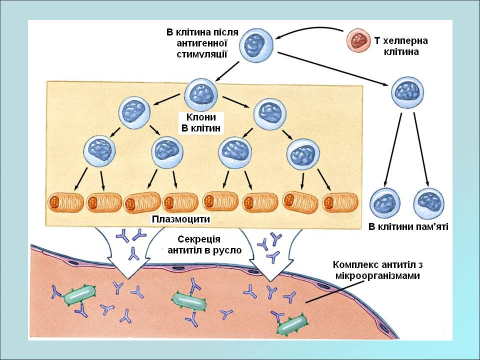 В клітина після
антигенної
стимуляції
Т хелперна
клітина
Клони
В клітин
Плазмоцити
В клітини пам'яті
Секреція
антитіл в русло
Комплекс антитіл з
мікроорганізмами